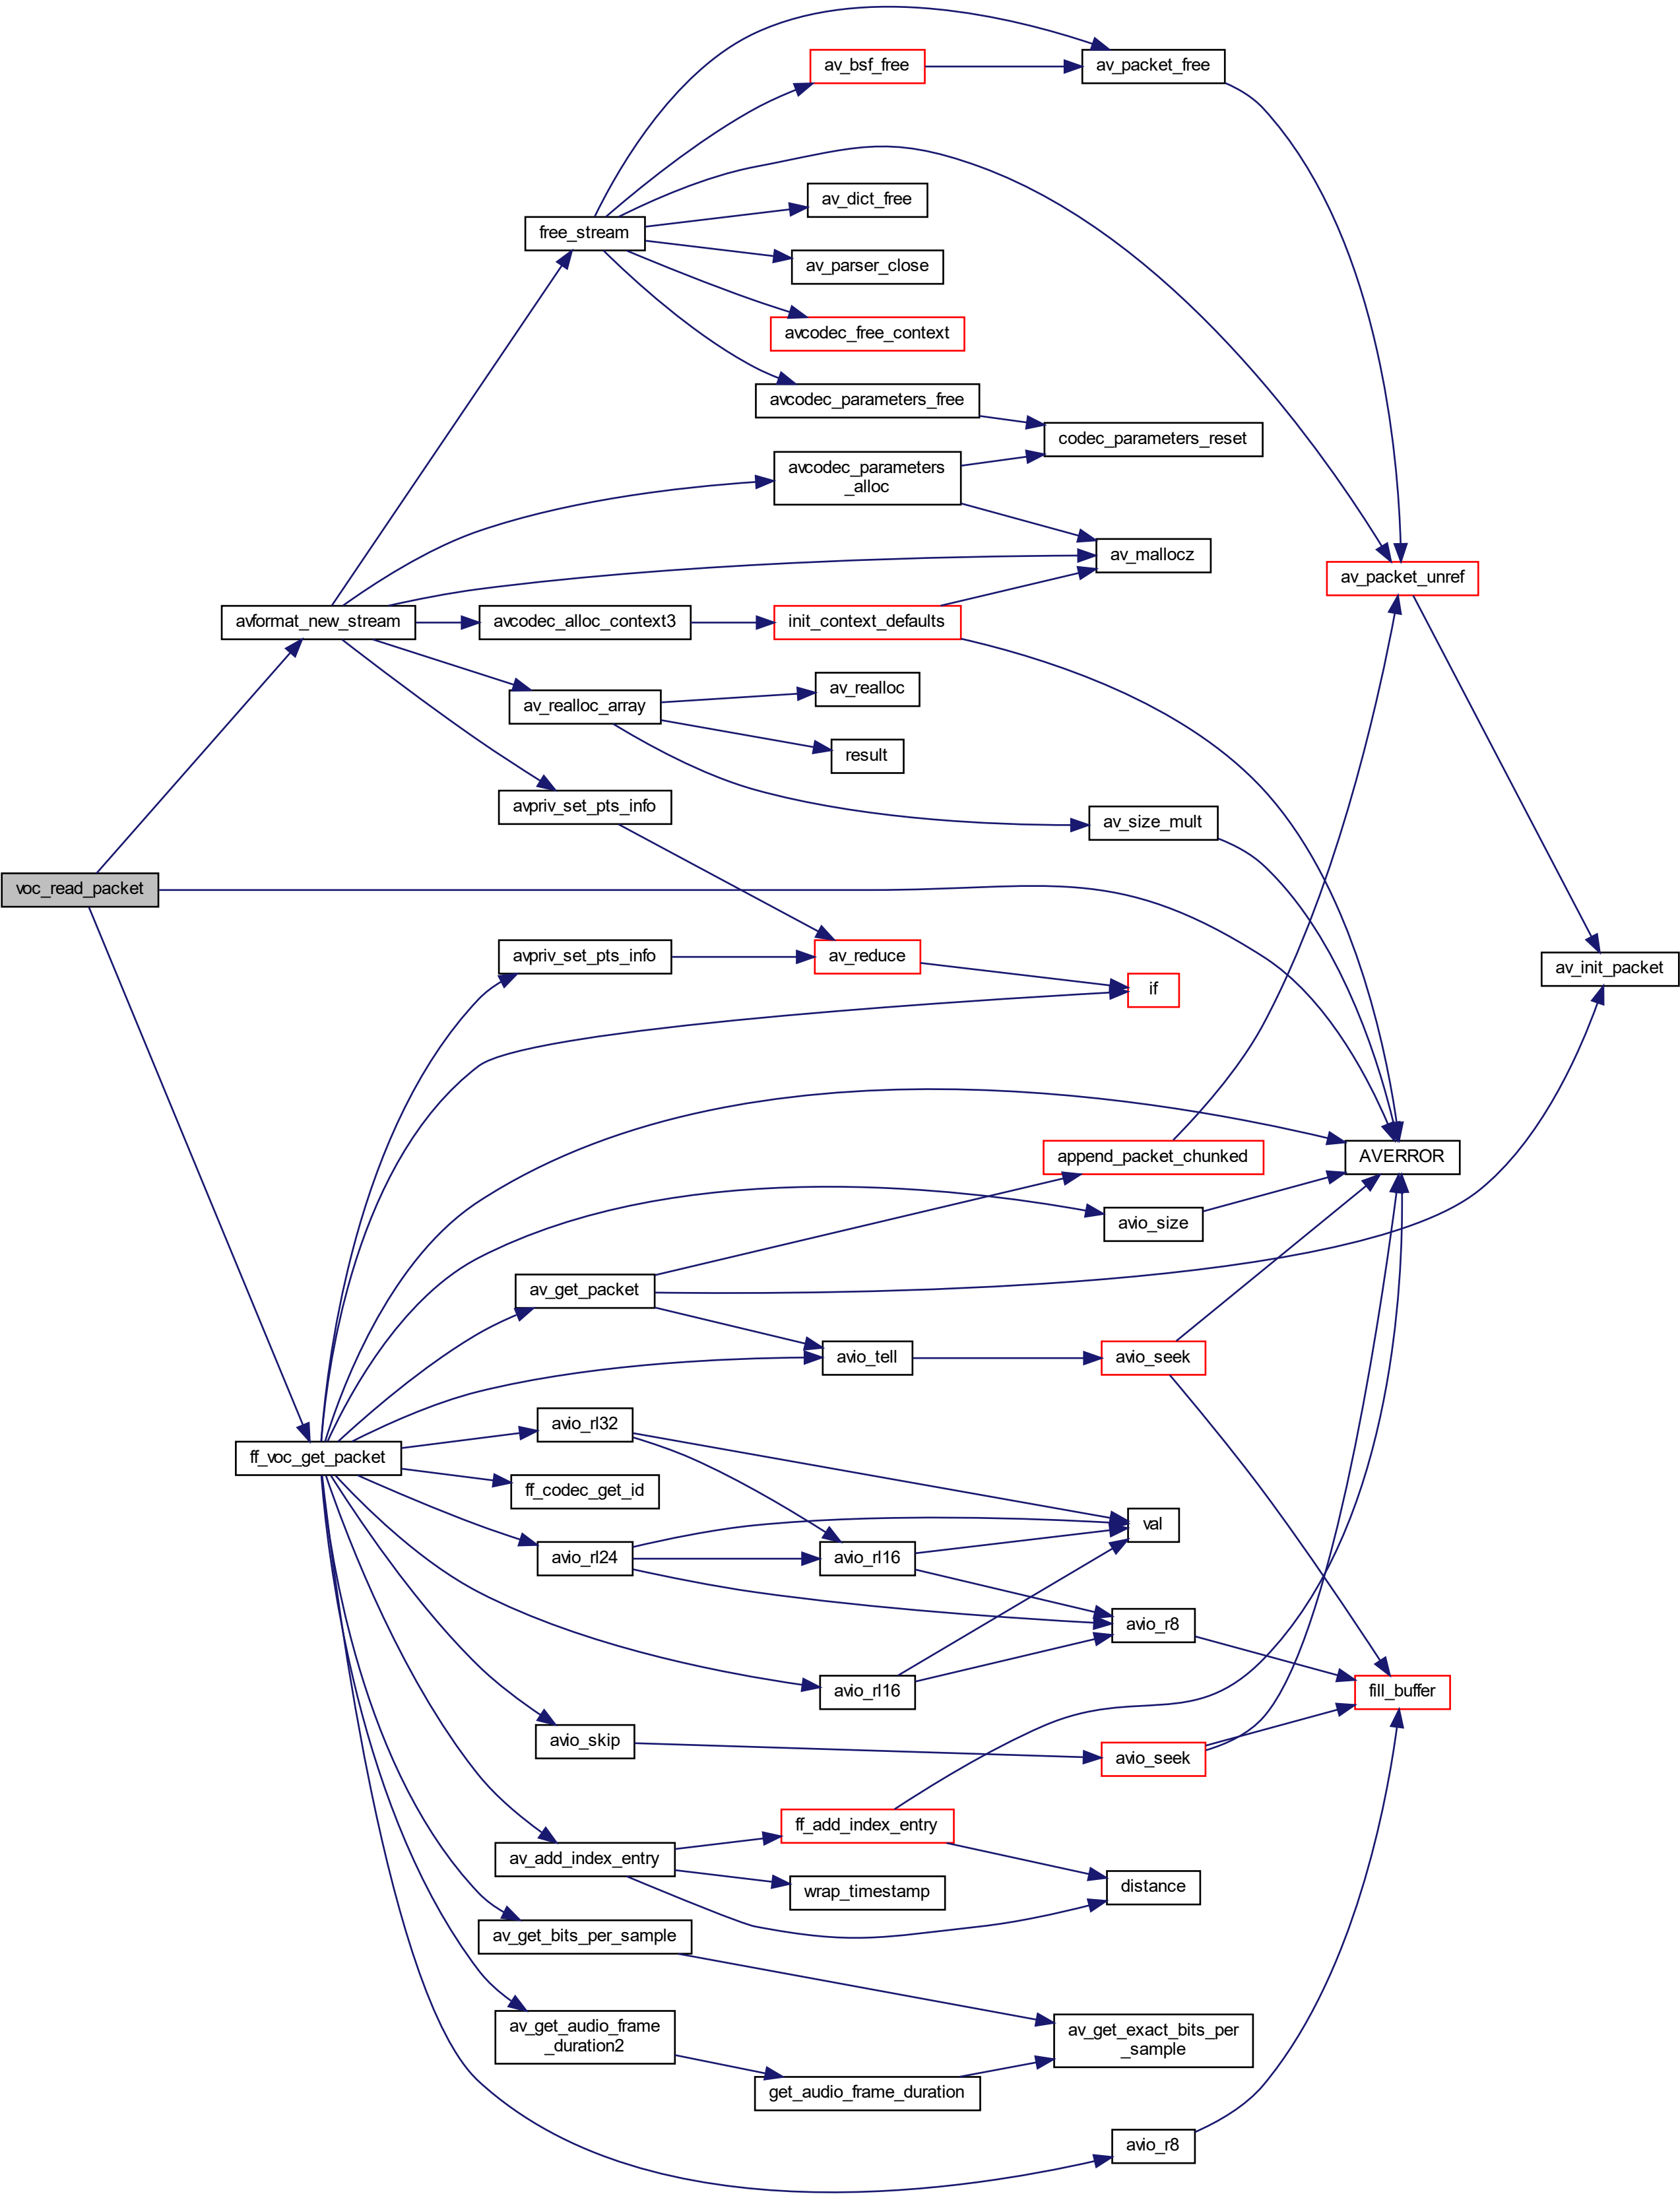 av_bsf_free
av_packet_free
av_dict_free
free_stream
av_parser_close
avcodec_free_context
avcodec_parameters_free
codec_parameters_reset
avcodec_parameters
_alloc
av_mallocz
av_packet_unref
avformat_new_stream
avcodec_alloc_context3
init_context_defaults
av_realloc
av_realloc_array
result
avpriv_set_pts_info
av_size_mult
voc_read_packet
avpriv_set_pts_info
av_reduce
av_init_packet
if
append_packet_chunked
AVERROR
avio_size
av_get_packet
avio_tell
avio_seek
avio_rl32
ff_voc_get_packet
ff_codec_get_id
val
avio_rl24
avio_rl16
avio_r8
avio_rl16
fill_buffer
avio_skip
avio_seek
ff_add_index_entry
av_add_index_entry
wrap_timestamp
distance
av_get_bits_per_sample
av_get_audio_frame
_duration2
av_get_exact_bits_per
_sample
get_audio_frame_duration
avio_r8